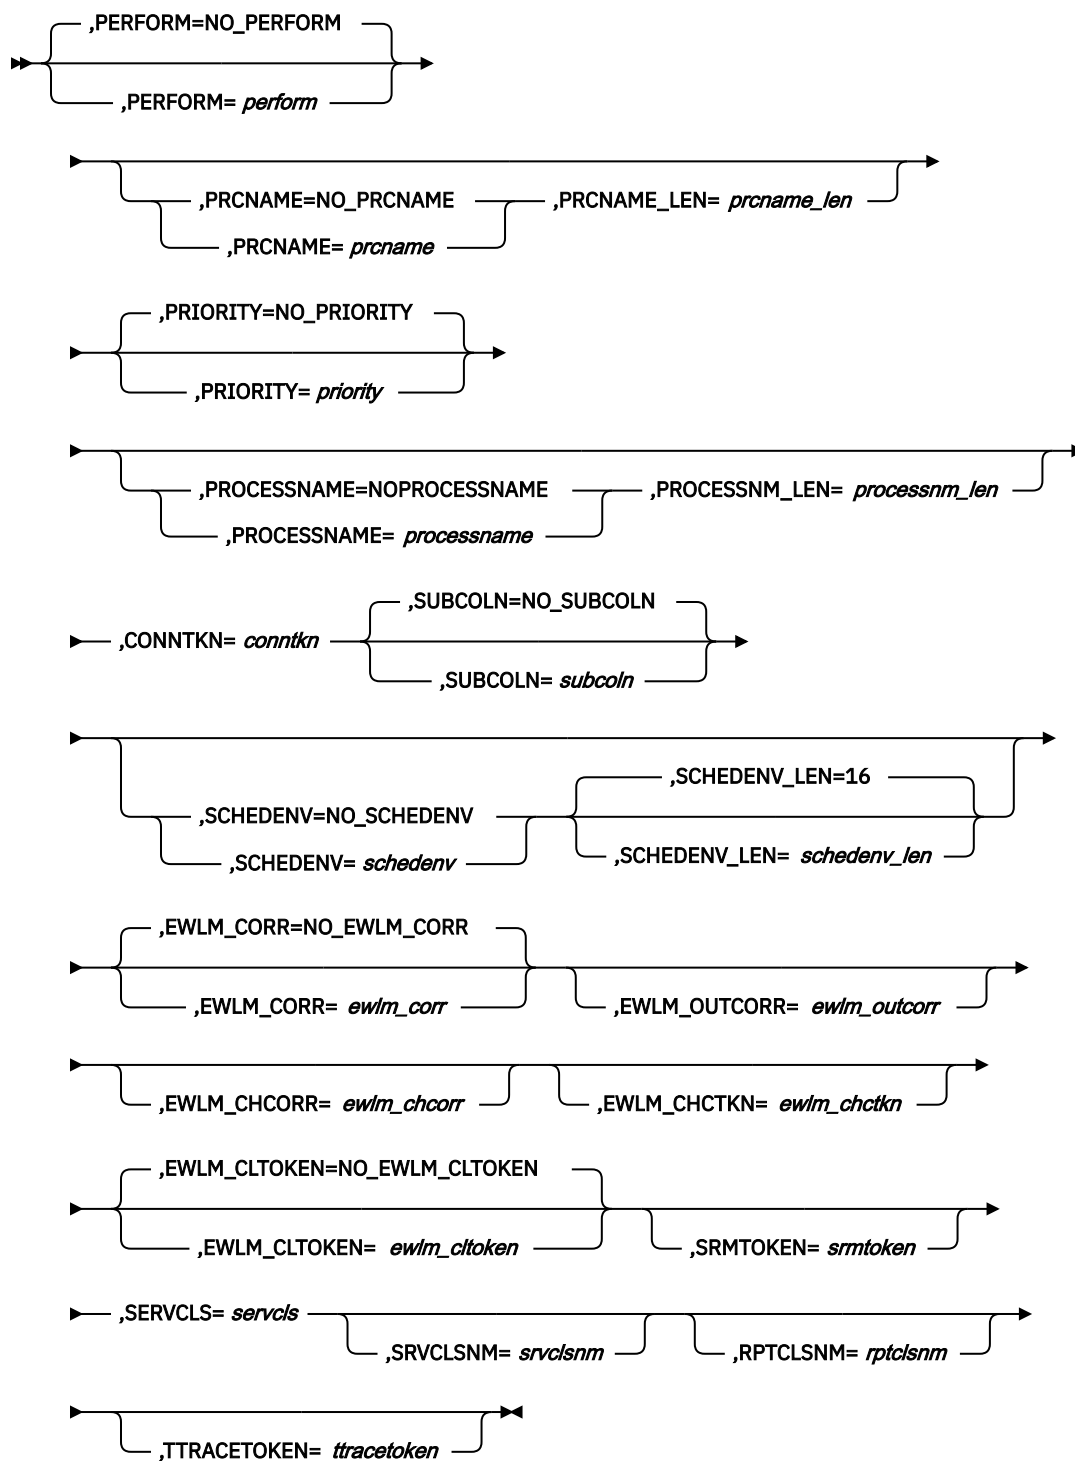 ,PERFORM=NO_PERFORM
,PERFORM= perform
,PRCNAME=NO_PRCNAME ,PRCNAME_LEN= prcname_len
,PRCNAME= prcname
,PRIORITY=NO_PRIORITY
,PRIORITY= priority
,PROCESSNAME=NOPROCESSNAME ,PROCESSNM_LEN= processnm_len
,PROCESSNAME= processname
,SUBCOLN=NO_SUBCOLN
,CONNTKN= conntkn
,SUBCOLN= subcoln
,SCHEDENV_LEN=16
,SCHEDENV=NO_SCHEDENV
,SCHEDENV= schedenv ,SCHEDENV_LEN= schedenv_len
,EWLM_CORR=NO_EWLM_CORR
,EWLM_CORR= ewlm_corr ,EWLM_OUTCORR= ewlm_outcorr
,EWLM_CHCORR= ewlm_chcorr ,EWLM_CHCTKN= ewlm_chctkn
,EWLM_CLTOKEN=NO_EWLM_CLTOKEN
,EWLM_CLTOKEN= ewlm_cltoken ,SRMTOKEN= srmtoken
,SERVCLS= servcls
,SRVCLSNM= srvclsnm ,RPTCLSNM= rptclsnm
,TTRACETOKEN= ttracetoken